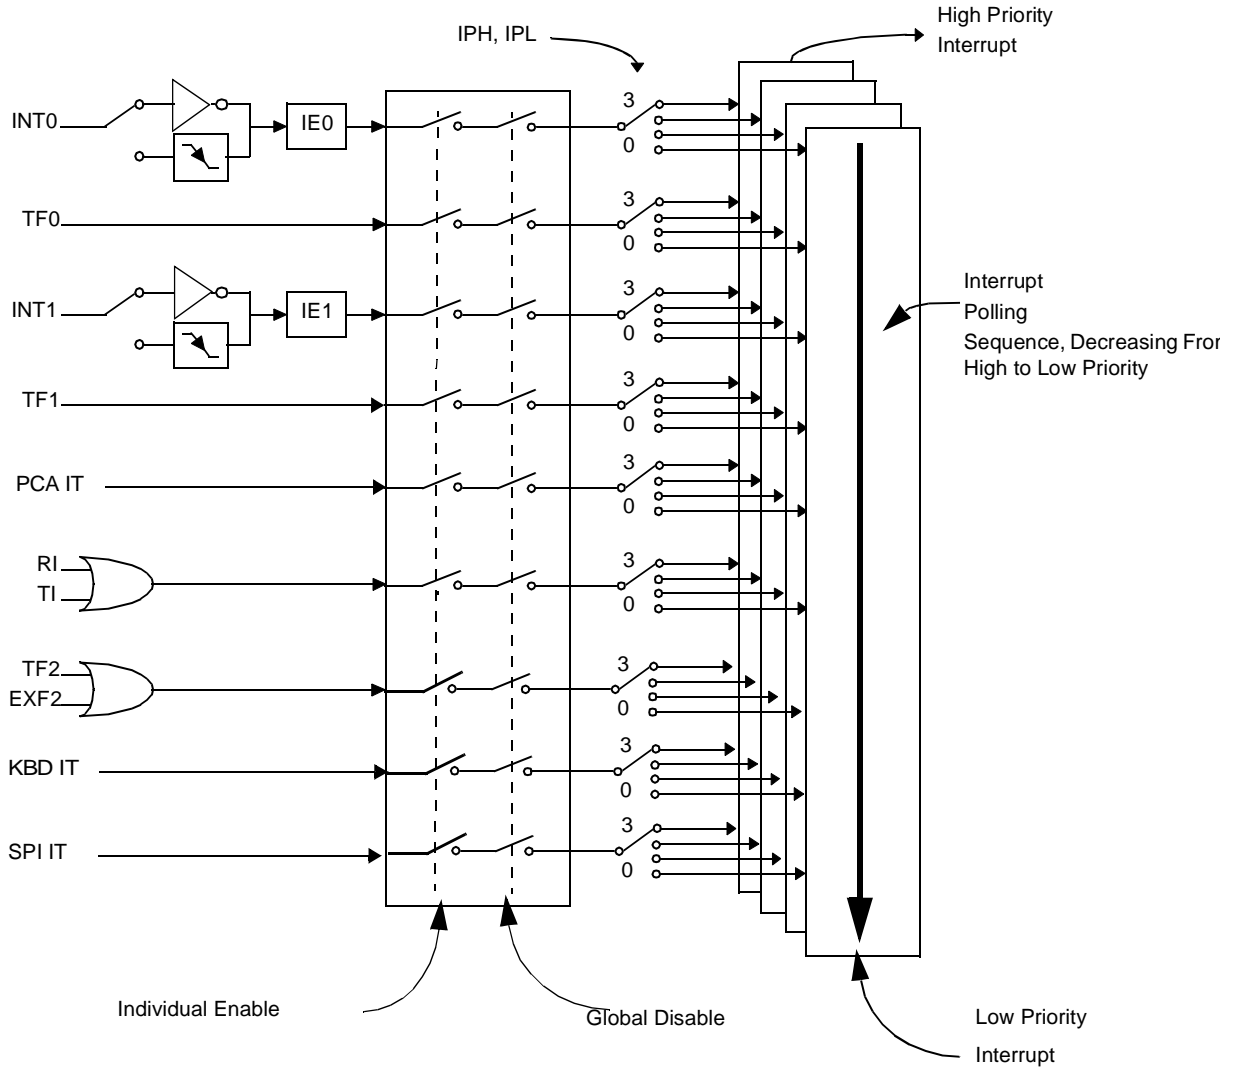 High Priority
Interrupt
IPH, IPL
INT0
IE0
3
0
TF0
3
0
INT1
IE1
3
0
Interrupt
Polling
Sequence, Decreasing Fror
High to Low Priority
TF1
3
0
PCA IT
3
0
RI
TI
3
0
TF2
EXF2
3
0
KBD IT
3
0
SPI IT
3
0
Individual Enable
Global Disable
Low Priority
Interrupt